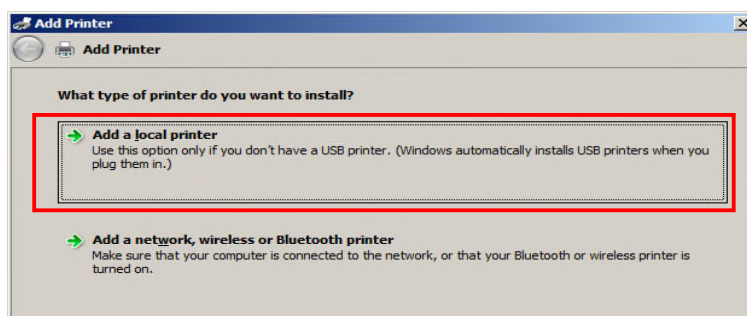 Add Printer
Add Printer
What type of printer do you want to install?
Add a local printer
Use this option only if you don't have a USB printer. (Windows automatically installs USB printers when you
plug them in.)
Add a network, wireless or Bluetooth printer
Make sure that your computer is connected to the network, or that your Bluetooth or wireless printer is
turned on.